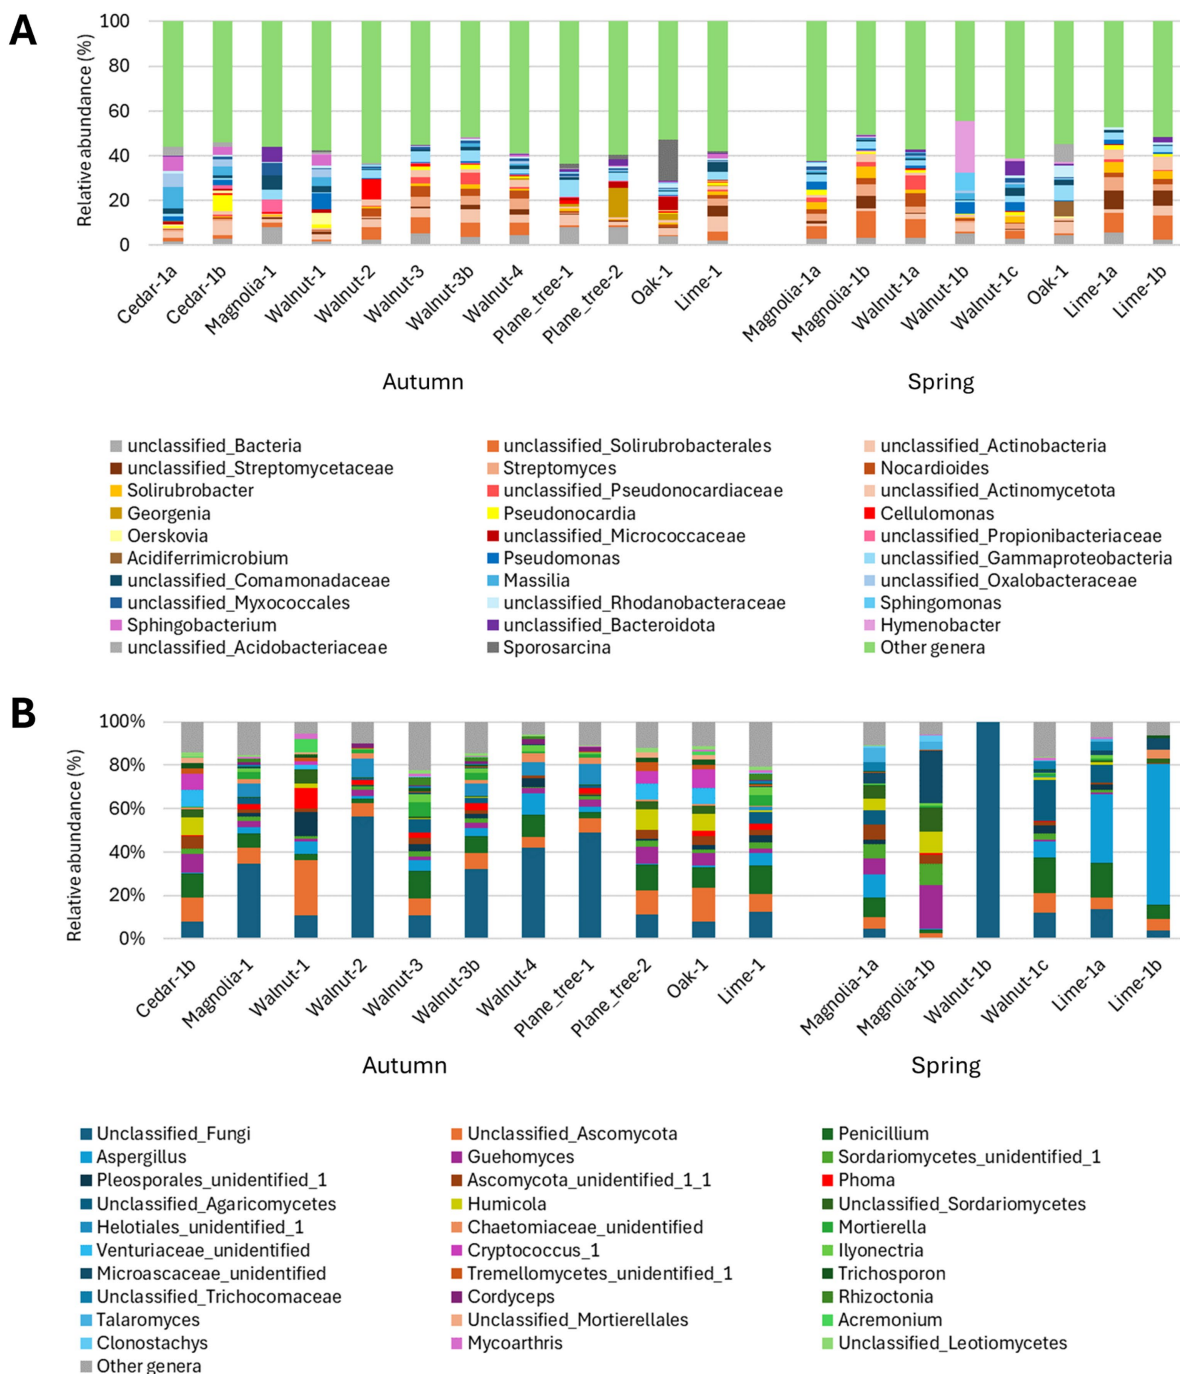 A
Relative abundance (%)
100
80
60
40
20
0
Cedar-1a
Cedar-1b
Magnolia-1
Walnut-1
Walnut-2
Walnut-3
Walnut-3b
Walnut-4
Plane_tree-1
Plane_tree-2
Oak-1
Lime-1
Magnolia-1a
Magnolia-1b
Walnut-1a
Walnut-1b
Walnut-1c
Oak-1
Lime-1a
Lime-1b
Autumn
Spring
unclassified_Bacteria
unclassified_Solirubrobacterales
unclassified_Actinobacteria
unclassified_Streptomycetaceae
Streptomyces
Nocardioides
Solirubrobacter
unclassified_Pseudonocardiaceae
unclassified_Actinomycetota
Georgenia
Pseudonocardia
Cellulomonas
Oerskovia
unclassified_Micrococcaceae
unclassified_Propionibacteriaceae
Acidiferrimicrobium
Pseudomonas
unclassified_Gammaproteobacteria
unclassified_Comamonadaceae
Massilia
unclassified_Oxalobacteraceae
unclassified_Myxococcales
unclassified_Rhodanobacteraceae
Sphingomonas
Sphingobacterium
unclassified_Bacteroidota
Hymenobacter
unclassified_Acidobacteriaceae
Sporosarcina
Other genera
B
Relative abundance (%)
100%
80%
60%
40%
20%
0%
Cedar-1b
Magnolia-1
Walnut-1
Walnut-2
Walnut-3
Walnut-3b
Walnut-4
Plane_tree-1
Plane_tree-2
Oak-1
Lime-1
Magnolia-1a
Magnolia-1b
Walnut-1b
Walnut-1c
Lime-1a
Lime-1b
Autumn
Spring
Unclassified_Fungi
Unclassified_Ascomycota
Penicillium
Aspergillus
Guehomyces
Sordariomycetes_unidentified_1
Pleosporales_unidentified_1
Ascomycota_unidentified_1_1
Phoma
Unclassified_Agaricomycetes
Humicola
Unclassified_Sordariomycetes
Helotiales_unidentified_1
Chaetomiaceae_unidentified
Mortierella
Venturiaceae_unidentified
Cryptococcus_1
Ilyonectria
Microascaceae_unidentified
Tremellomycetes_unidentified_1
Trichosporon
Unclassified_Trichocomaceae
Cordyceps
Rhizoctonia
Talaromyces
Unclassified_Mortierellales
Acremonium
Clonostachys
Mycoarthris
Unclassified_Leotiomycetes
Other genera